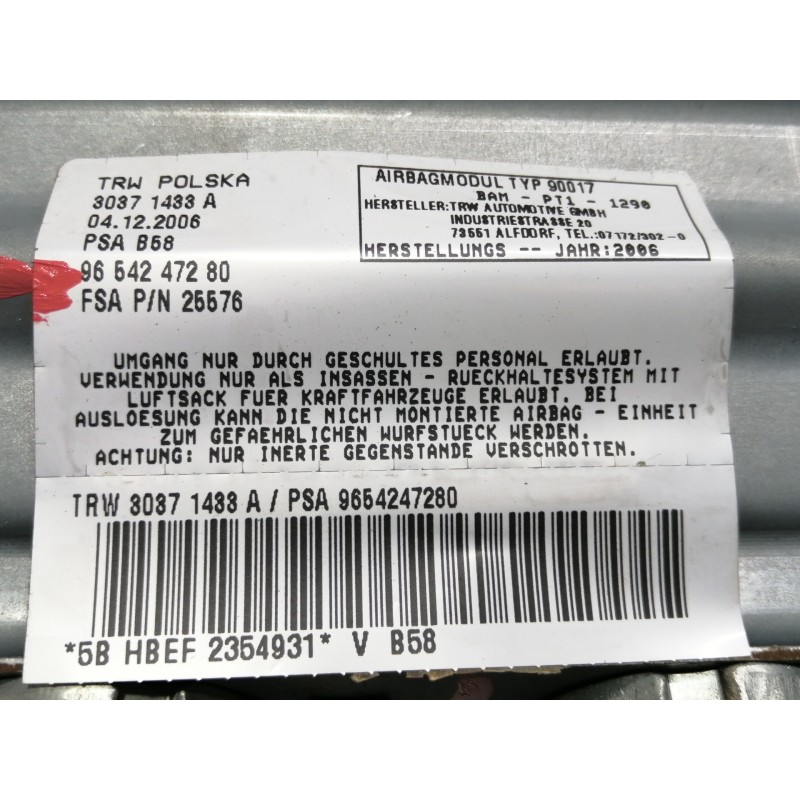 TRW POLSKA
3037 1433 A
04.12.2006
PSA B58
96 542 472 80
FSA P/N 25576
AIRBAGMODUL TYP 90017
BAM - PT1 - 1290
HERSTELLER:TRW AUTOMOTIVE GMBH
INDUSTRIESTRASSE 20
73551 ALFDORF, TEL.:07172/302-0
HERSTELLUNGS -- JAHR:2006
UMGANG NUR DURCH GESCHULTES PERSONAL ERLAUBT.
VERWENDUNG NUR ALS INSASSEN - RUECKHALTESYSTEM MIT
LUFTSACK FUER KRAFTFAHRZEUGE ERLAUBT. BEI
AUSLOESUNG KANN DIE NICHT MONTIERTE AIRBAG - EINHEIT
ZUM GEFAEHRLICHEN WURFSTUECK WERDEN.
ACHTUNG: NUR INERTE GEGENSTANDE VERSCHROTTEN.
TRW 3037 1433 A / PSA 9654247280
*5B HBEF 2354931* V B58